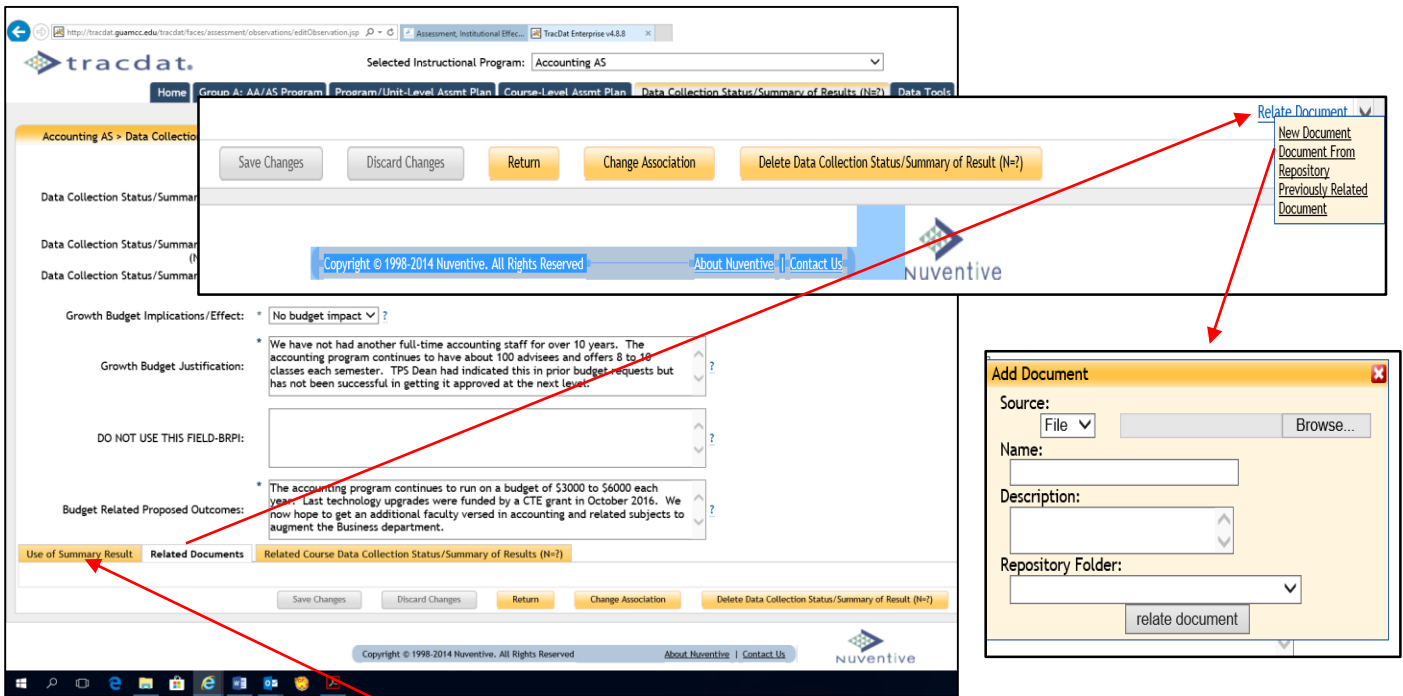 http://tracdat.guamcc.edu/tracdat/faces/assessment/observations/editObservation.jsp
Assessment, Institutional Effec...
TracDat Enterprise v4.8.8
tracdat.
Selected Instructional Program: Accounting AS
Home Group A: AA/AS Program Program/Unit-Level Assmt Plan Course-Level Assmt Plan Data Collection Status/Summary of Results (N=?) Data Tools
Accounting AS > Data Collectio
Relate Document
New Document
Document From
Repository
Previously Related
Document
Save Changes Discard Changes Return Change Association Delete Data Collection Status/Summary of Result (N=?)
Copyright © 1998-2014 Nuventive. All Rights Reserved About Nuventive | Contact Us
nuventive
Data Collection Status/Summar
Data Collection Status/Summar
(N
Data Collection Status/Summar
Growth Budget Implications/Effect: * No budget impact ?
Growth Budget Justification:
* We have not had another full-time accounting staff for over 10 years. The
accounting program continues to have about 100 advisees and offers 8 to 10
classes each semester. TPS Dean had indicated this in prior budget requests but
has not been successful in getting it approved at the next level.
?
DO NOT USE THIS FIELD-BRPI:
?
Budget Related Proposed Outcomes:
* The accounting program continues to run on a budget of $3000 to $6000 each
year. Last technology upgrades were funded by a CTE grant in October 2016. We
now hope to get an additional faculty versed in accounting and related subjects to
augment the Business department.
?
Use of Summary Result Related Documents Related Course Data Collection Status/Summary of Results (N=?)
Save Changes Discard Changes Return Change Association Delete Data Collection Status/Summary of Result (N=?)
Copyright © 1998-2014 Nuventive. All Rights Reserved About Nuventive | Contact Us
nuventive
Add Document
Source:
File Browse...
Name:
Description:
Repository Folder:
relate document